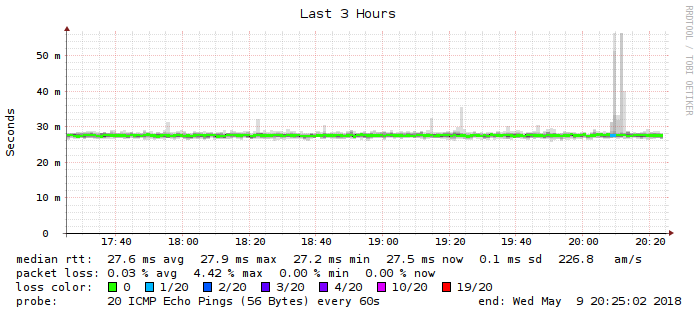 Last 3 Hours
RRDTOOL / TOBI OETIKER
Seconds
50 m
40 m
30 m
20 m
10 m
0
17:40 18:00 18:20 18:40 19:00 19:20 19:40 20:00 20:20
median rtt: 27.6 ms avg 27.9 ms max 27.2 ms min 27.5 ms now 0.1 ms sd 226.8 am/s
packet loss: 0.03 % avg 4.42 % max 0.00 % min 0.00 % now
loss color: 0 1/20 2/20 3/20 4/20 10/20 19/20
probe: 20 ICMP Echo Pings (56 Bytes) every 60s end: Wed May 9 20:25:02 2018